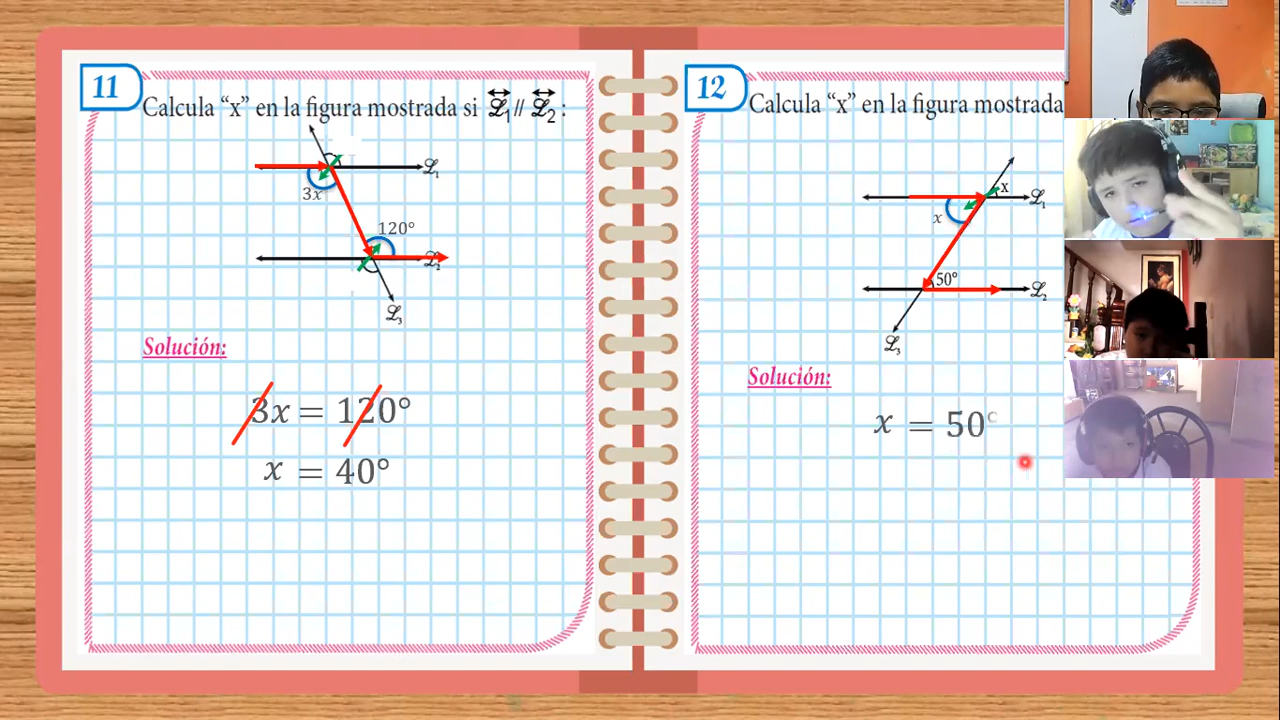 11
Calcula “x” en la figura mostrada si ℒ₁ // ℒ₂ :
ℒ₁
3x
120°
ℒ₂
ℒ₃
Solución:
3x = 120°
x = 40°
12
Calcula “x” en la figura mostrada
x
ℒ₁
x
50°
ℒ₂
ℒ₃
Solución:
x = 50°